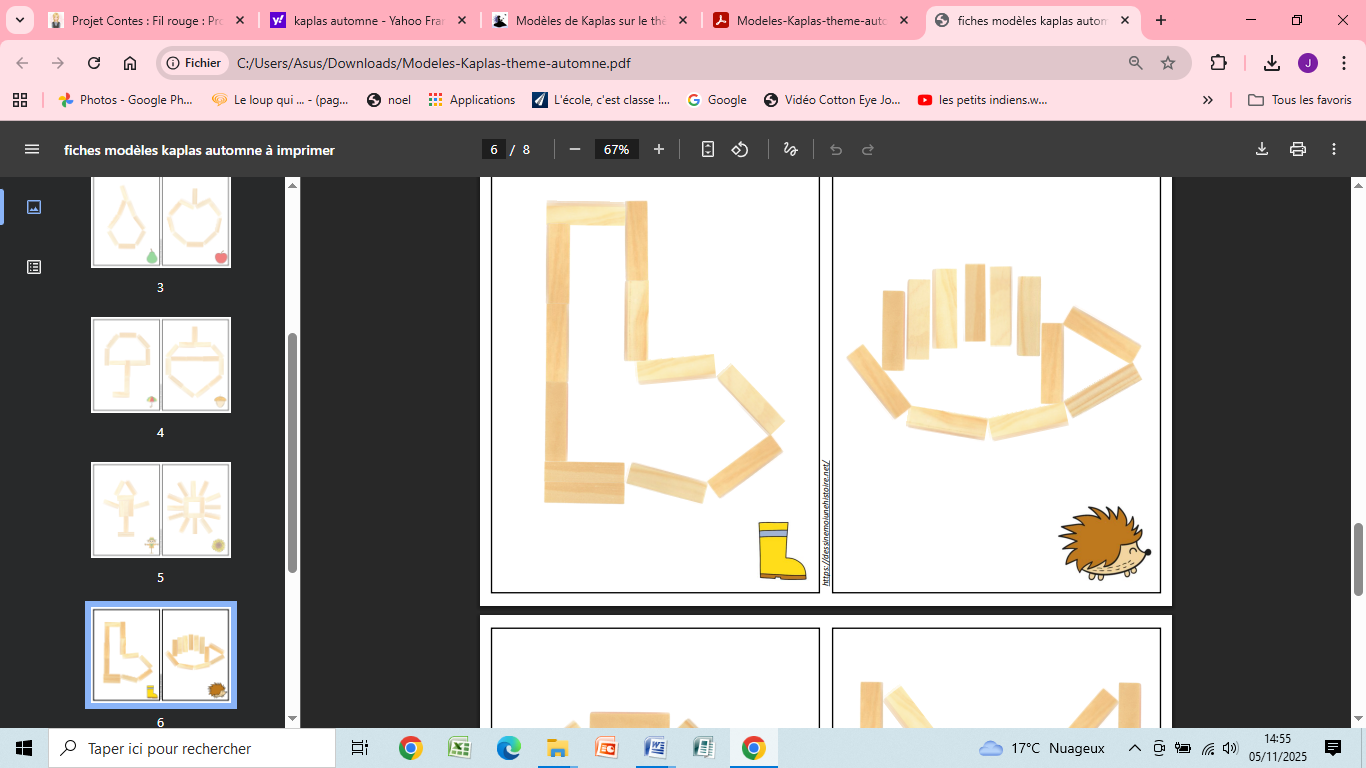 Projet Contes : Fil rouge : Pre
kaplas automne - Yahoo Fran
Modèles de Kaplas sur le thè
Modeles-Kaplas-theme-auto
fiches modèles kaplas autom
Fichier
C:/Users/Asus/Downloads/Modeles-Kaplas-theme-automne.pdf
J
Photos - Google Ph...
Le loup qui ... - (pag...
noel
Applications
L'école, c'est classe !...
Google
Vidéo Cotton Eye Jo...
les petits indiens.w...
Tous les favoris
fiches modèles kaplas automne à imprimer
6 / 8
67%
3
4
5
6
https://dessinemoiunehistoire.net/
Taper ici pour rechercher
17°C Nuageux
14:55
05/11/2025